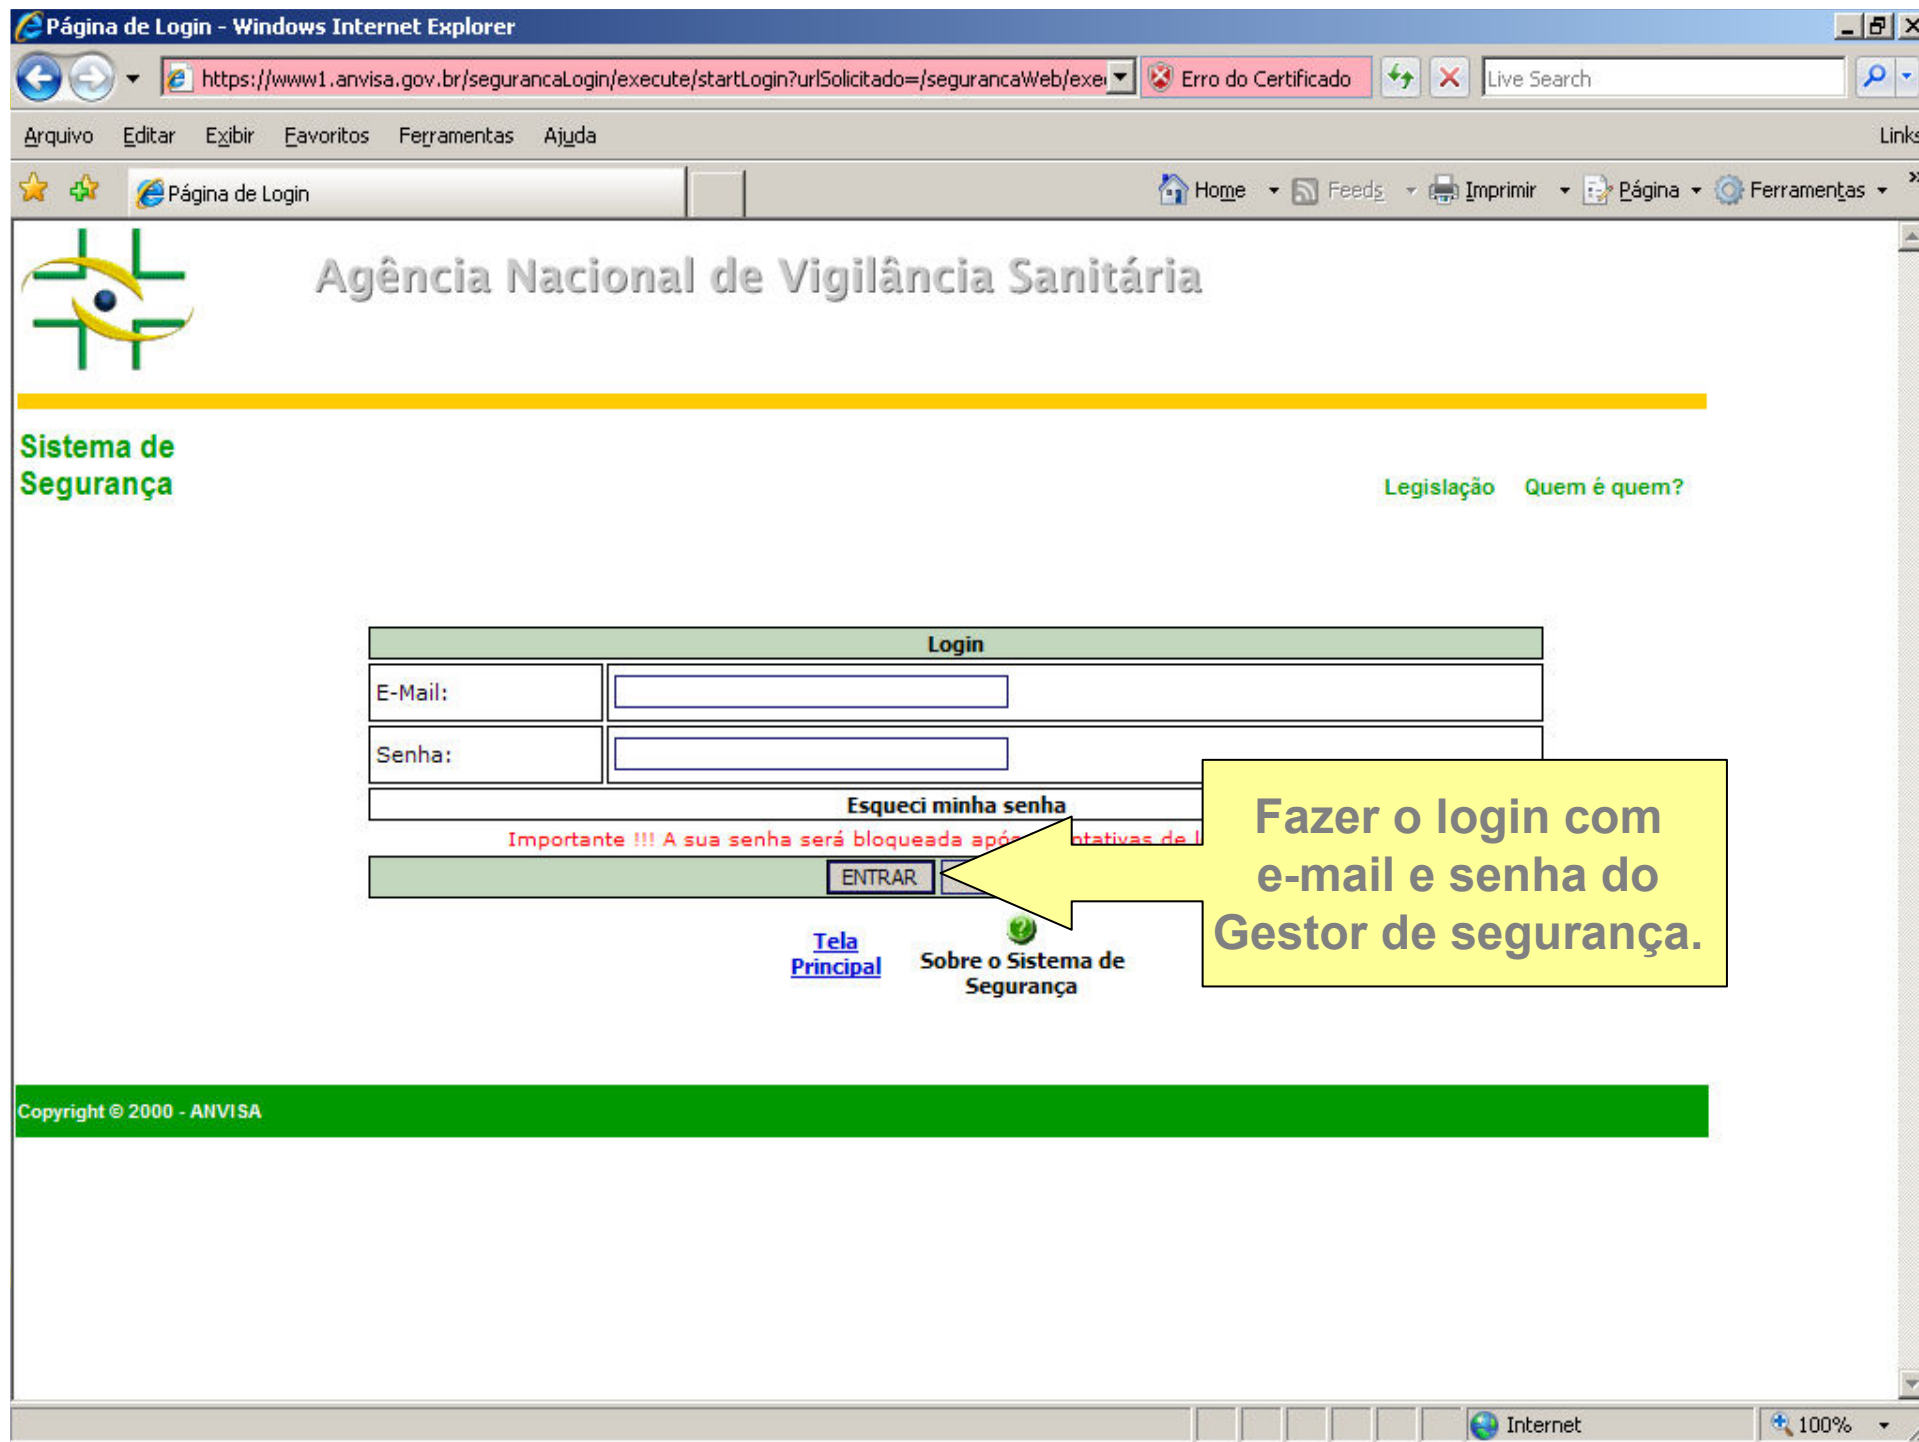 Página de Login - Windows Internet Explorer
https://www1.anvisa.gov.br/segurancaLogin/execute/startLogin?urlSolicitado=/segurancaWeb/exe
Erro do Certificado
Live Search
Arquivo Editar Exibir Favoritos Ferramentas Ajuda
Links
Página de Login
Home Feeds Imprimir Página Ferramentas
Agência Nacional de Vigilância Sanitária
Sistema de
Segurança
Legislação Quem é quem?
Login
E-Mail:
Senha:
Esqueci minha senha
Importante !!! A sua senha será bloqueada após tentativas de
ENTRAR
Fazer o login com
e-mail e senha do
Gestor de segurança.
Tela
Principal
Sobre o Sistema de
Segurança
Copyright © 2000 - ANVISA
Internet
100%